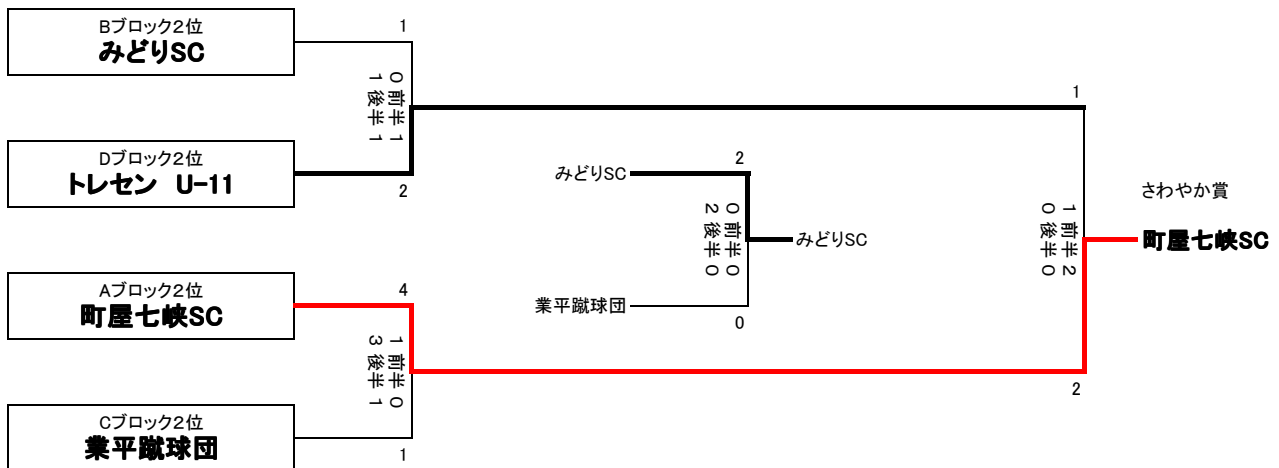 Bブロック２位
みどりSC
1
0 前半 1
1 後半 1
Dブロック２位
トレセン　U-11
2
Aブロック２位
町屋七峡SC
4
1 前半 0
3 後半 1
Cブロック２位
業平蹴球団
1
みどりSC
2
0 前半 0
2 後半 0
みどりSC
業平蹴球団
0
1
1 前半 2
0 後半 0
2
さわやか賞
町屋七峡SC